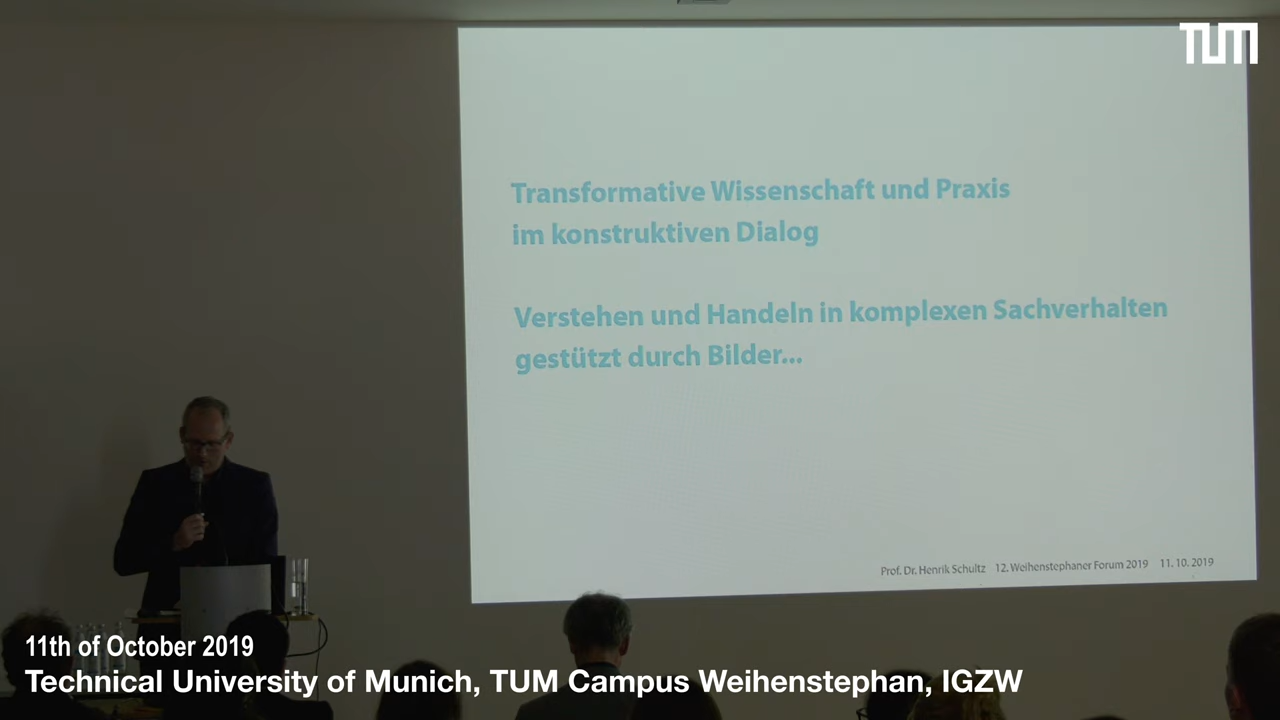 TUM
Transformative Wissenschaft und Praxis
im konstruktiven Dialog
Verstehen und Handeln in komplexen Sachverhalten
gestützt durch Bilder...
Prof. Dr. Henrik Schultz 12. Weihenstephaner Forum 2019 11. 10. 2019
11th of October 2019
Technical University of Munich, TUM Campus Weihenstephan, IGZW